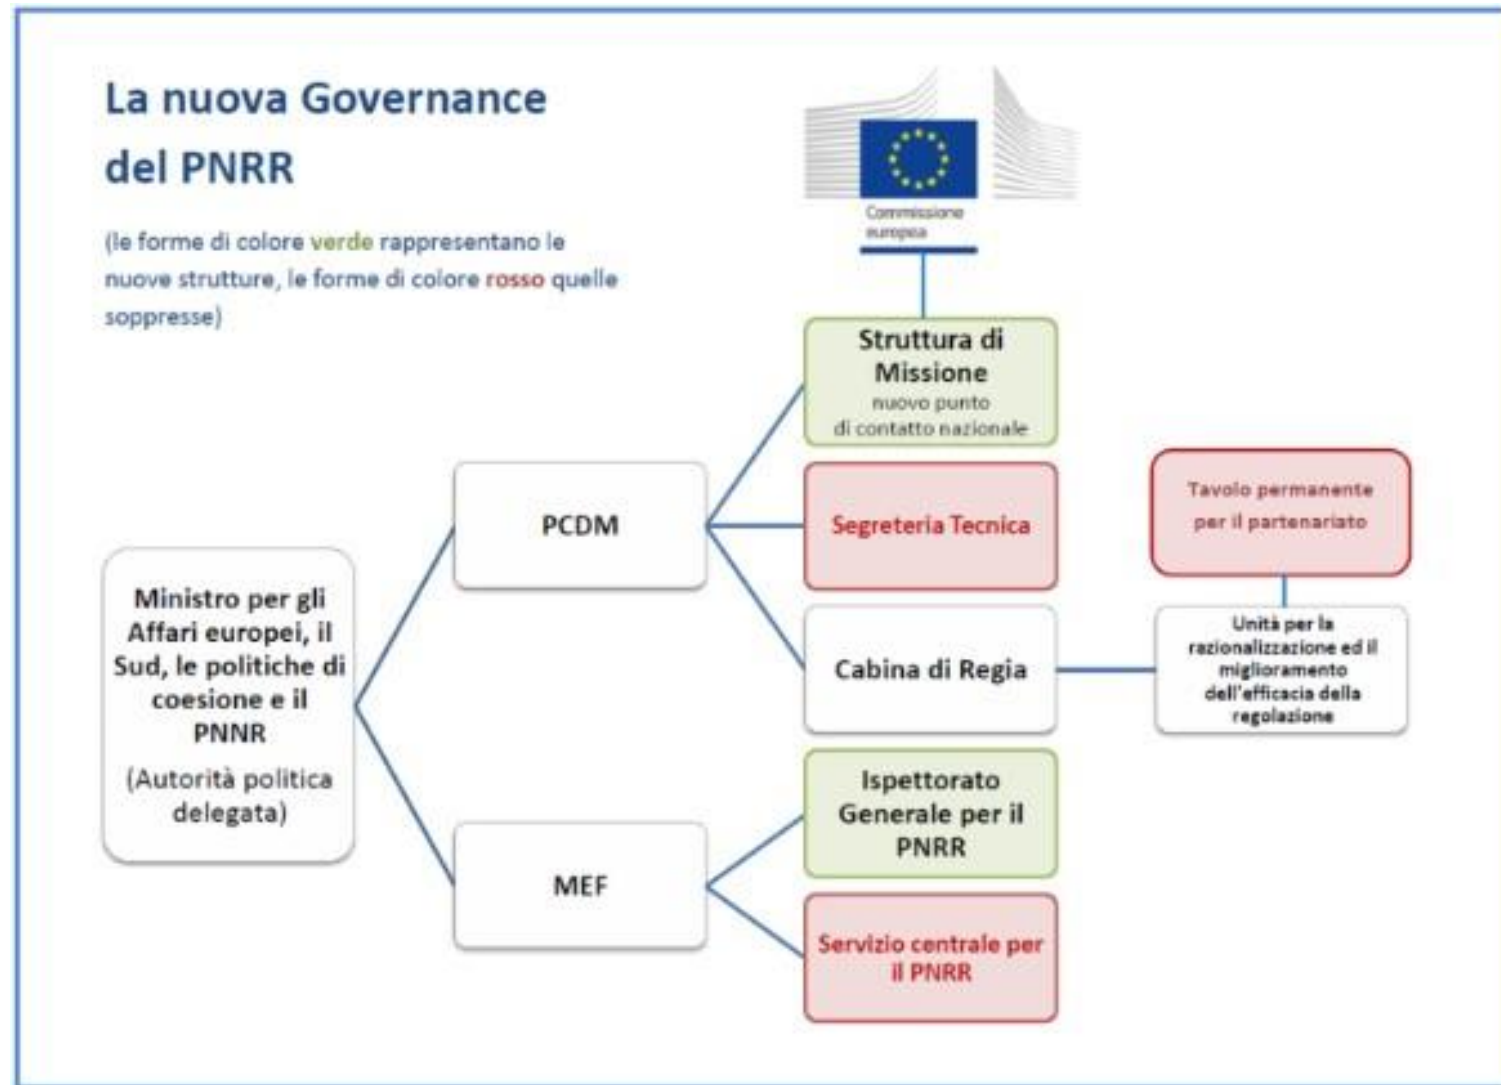 La nuova Governance
del PNRR
(le forme di colore verde rappresentano le
nuove strutture, le forme di colore rosso quelle
soppresse)
Commissione
europea
Struttura di
Missione
nuovo punto
di contatto nazionale
PCDM
Segreteria Tecnica
Tavolo permanente
per il partenariato
Ministro per gli
Affari europei, il
Sud, le politiche di
coesione e il
PNNR
(Autorità politica
delegata)
Cabina di Regia
Unità per la
razionalizzazione ed il
miglioramento
dell'efficacia della
regolazione
MEF
Ispettorato
Generale per il
PNRR
Servizio centrale per
il PNRR